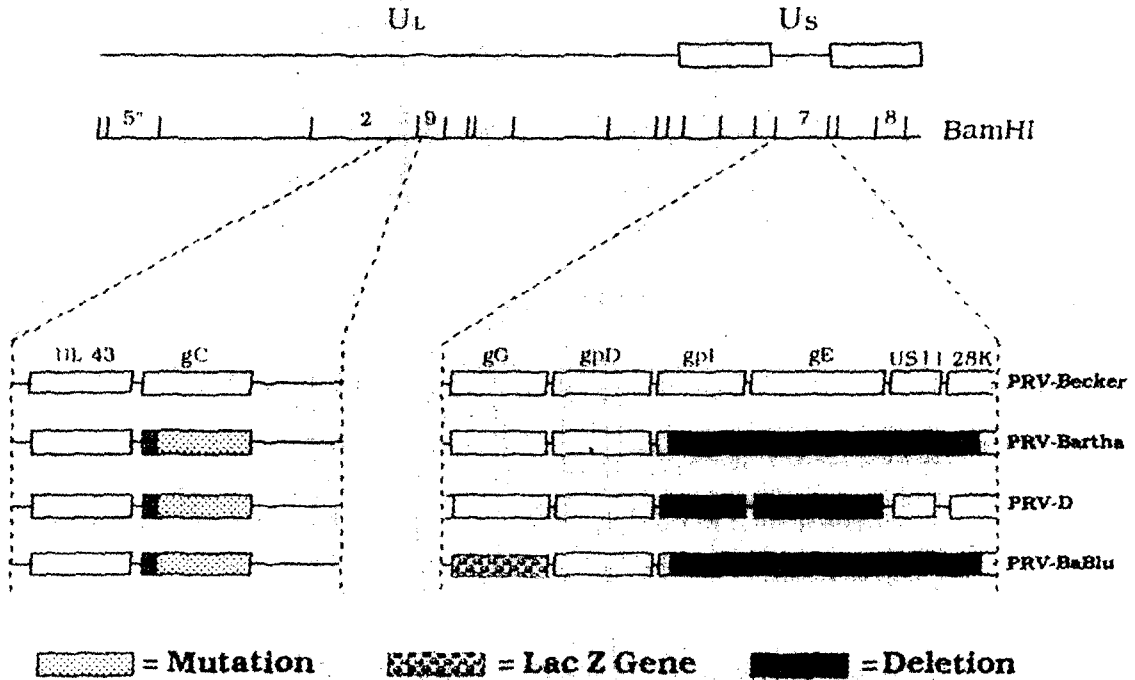 UL US
5" 2 9 7 8 BamHI
UL 43 gC gG gpD gpI gE US11 28K
PRV-Becker
PRV-Bartha
PRV-D
PRV-BaBlu
= Mutation = Lac Z Gene = Deletion